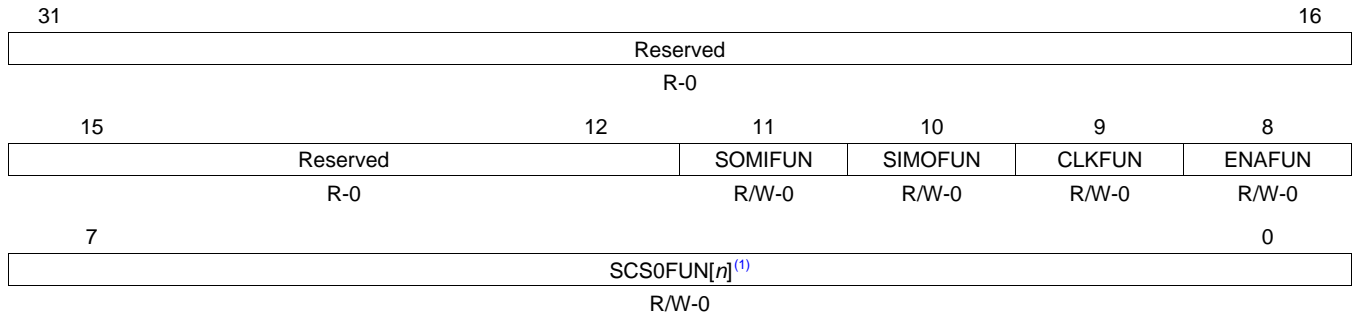 31 16
Reserved
R-0
15 12 11 10 9 8
Reserved SOMIFUN SIMOFUN CLKFUN ENAFUN
R-0 R/W-0 R/W-0 R/W-0 R/W-0
7 0
SCS0FUN[n](1)
R/W-0